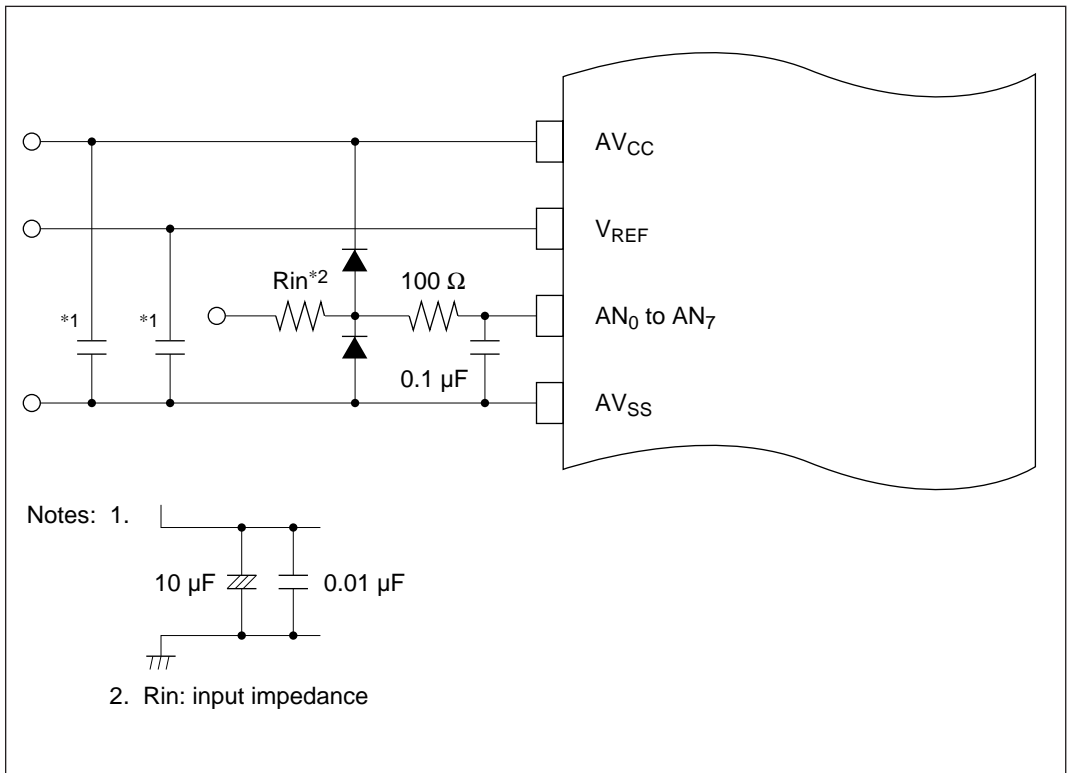 AVCC
VREF
Rin*2
100 Ω
*1
*1
AN0 to AN7
0.1 µF
AVSS
Notes: 1.
10 µF
0.01 µF
2. Rin: input impedance